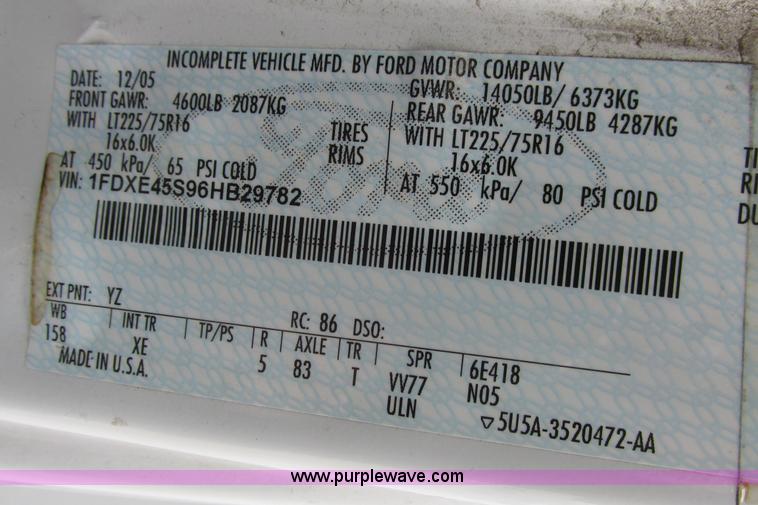 INCOMPLETE VEHICLE MFD. BY FORD MOTOR COMPANY
DATE: 12/05 GVWR: 14050LB/ 6373KG
FRONT GAWR: 4600LB 2087KG REAR GAWR: 9450LB 4287KG
WITH LT225/75R16 TIRES WITH LT225/75R16
16x6.0K RIMS 16x6.0K
AT 450 kPa/ 65 PSI COLD AT 550 kPa/ 80 PSI COLD
VIN: 1FDXE45S96HB29782
EXT PNT: YZ RC: 86 DSO:
WB INT TR TP/PS R AXLE TR SPR 6E418
158 XE 5 83 T VV77 N05
MADE IN U.S.A. ULN ▽5U5A-3520472-AA
www.purplewave.com